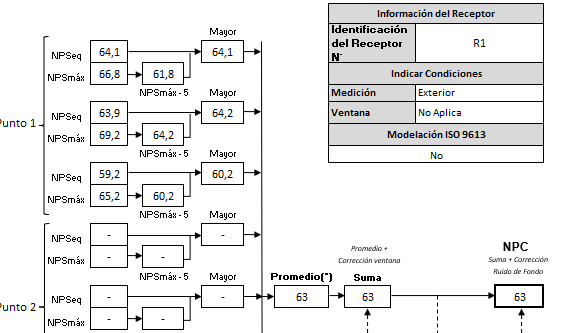 Mayor
NPSeq 64,1 64,1
NPSmáx 66,8 61,8
NPSmáx - 5
Mayor
Punto 1
NPSeq 63,9 64,2
NPSmáx 69,2 64,2
NPSmáx - 5
Mayor
NPSeq 59,2 60,2
NPSmáx 65,2 60,2
NPSmáx - 5
Mayor
NPSeq - -
NPSmáx - -
NPSmáx - 5
Mayor
Punto 2
NPSeq - -
NPSmáx - -
Información del Receptor
Identificación
del Receptor
N°
R1
Indicar Condiciones
Medición Exterior
Ventana No Aplica
Modelación ISO 9613
No
Promedio(*)
63
Promedio +
Corrección ventana
Suma
63
NPC
Suma + Corrección
Ruido de Fondo
63